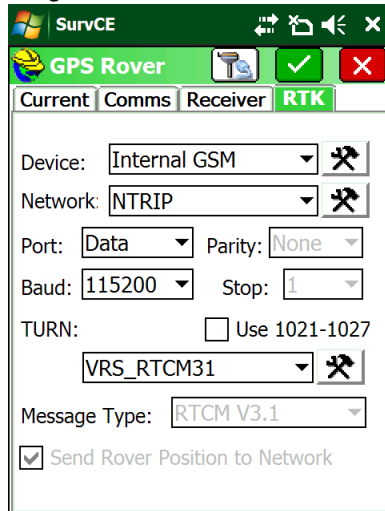 SurvCE
GPS Rover
Current Comms Receiver RTK
Device: Internal GSM
Network: NTRIP
Port: Data Parity: None
Baud: 115200 Stop: 1
TURN: Use 1021-1027
VRS_RTCM31
Message Type: RTCM V3.1
Send Rover Position to Network